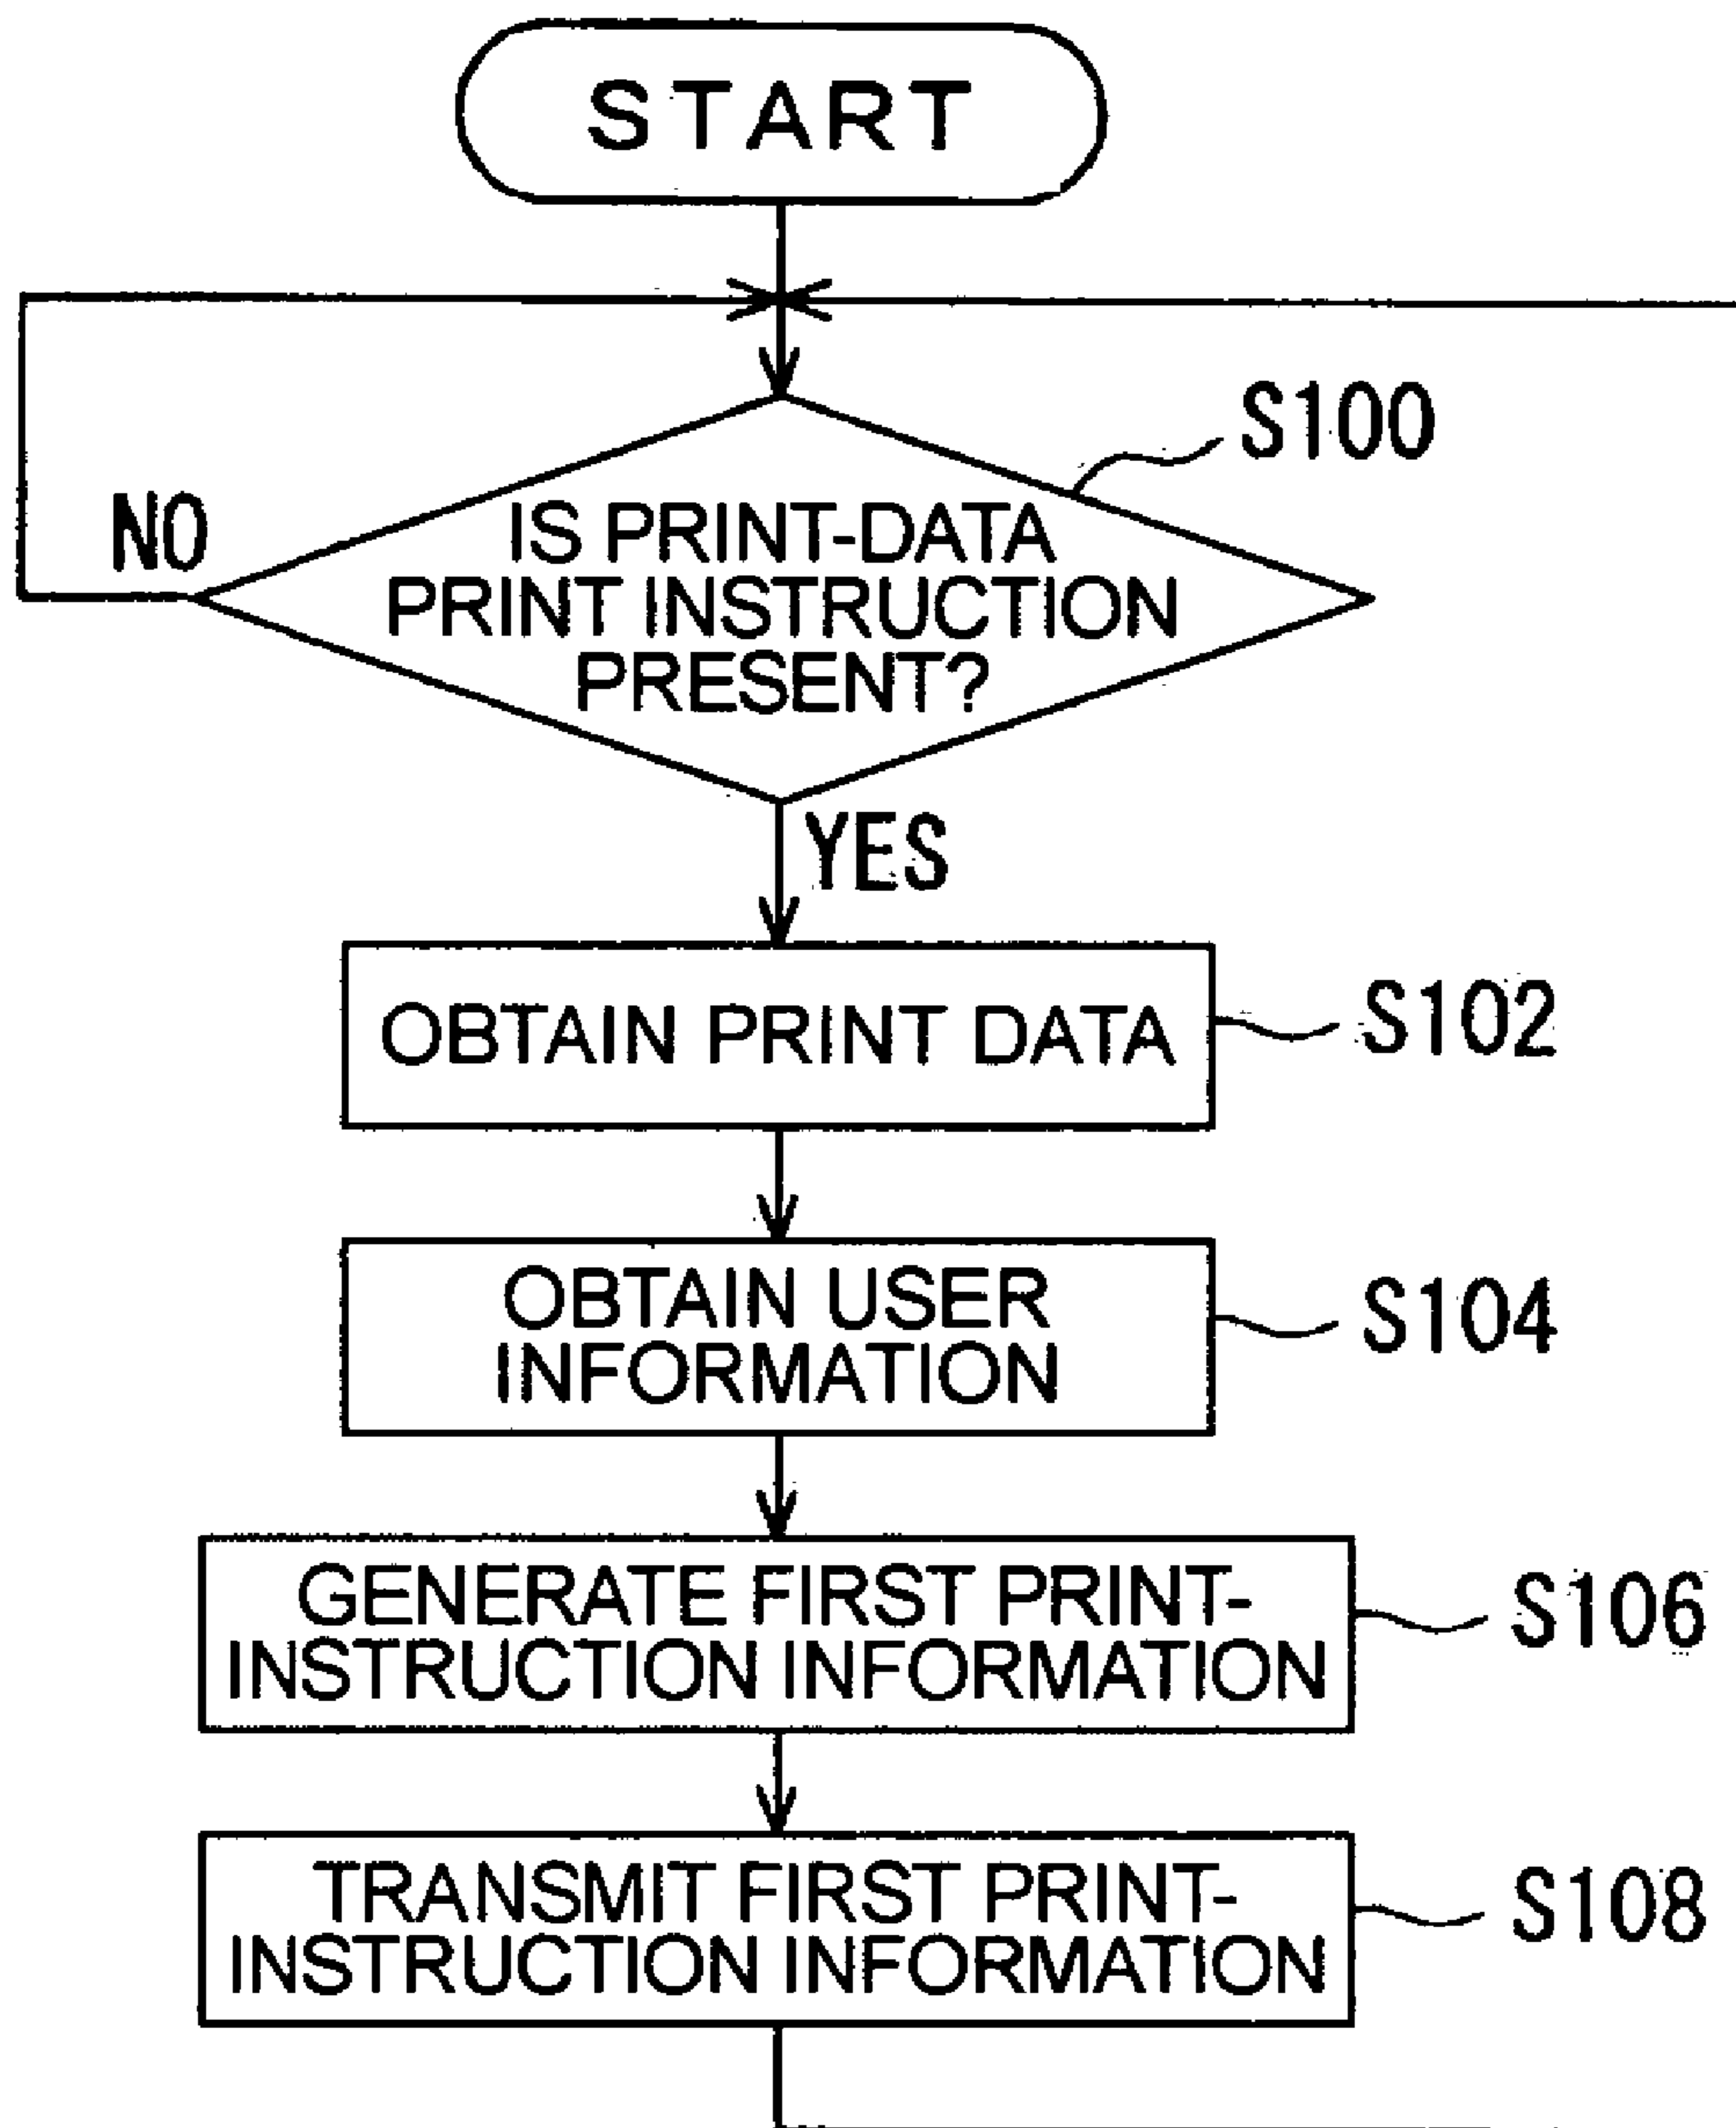 START
S100
NO
IS PRINT-DATA
PRINT INSTRUCTION
PRESENT?
YES
OBTAIN PRINT DATA
S102
OBTAIN USER
INFORMATION
S104
GENERATE FIRST PRINT-
INSTRUCTION INFORMATION
S106
TRANSMIT FIRST PRINT-
INSTRUCTION INFORMATION
S108